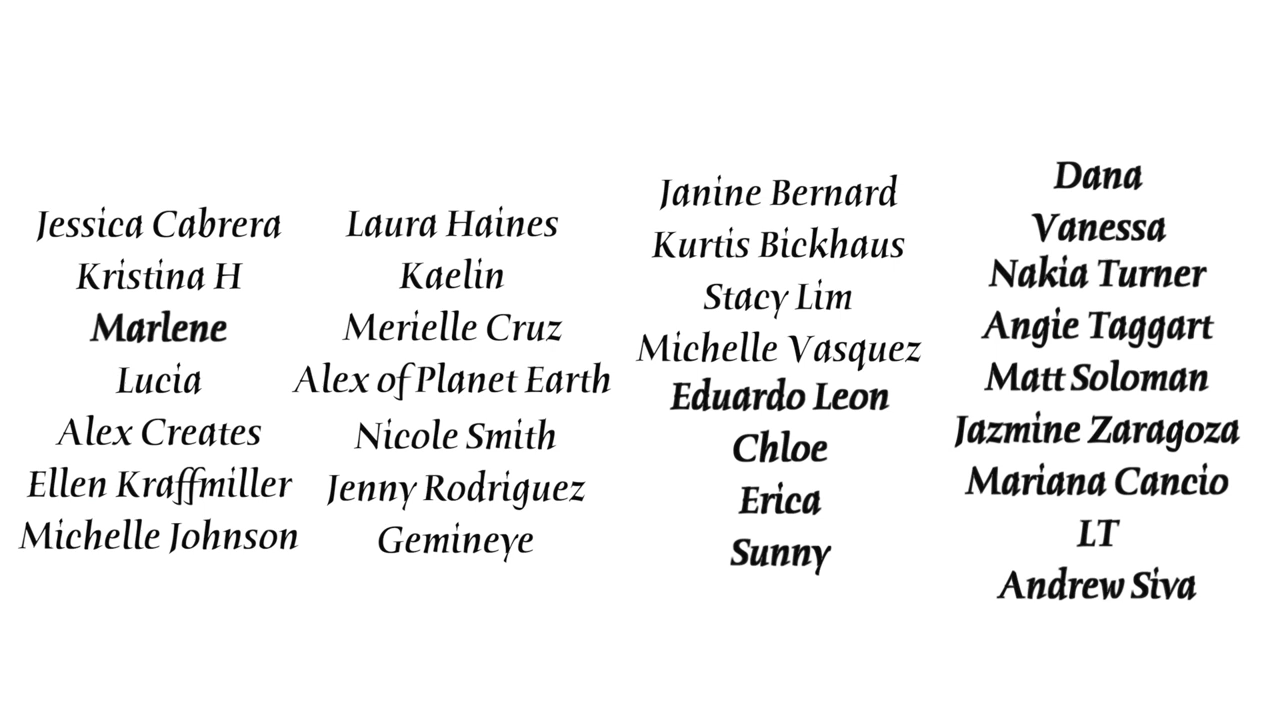 Jessica Cabrera
Kristina H
Marlene
Lucia
Alex Creates
Ellen Kraffmiller
Michelle Johnson
Laura Haines
Kaelin
Merielle Cruz
Alex of Planet Earth
Nicole Smith
Jenny Rodriguez
Gemineye
Janine Bernard
Kurtis Bickhaus
Stacy Lim
Michelle Vasquez
Eduardo Leon
Chloe
Erica
Sunny
Dana
Vanessa
Nakia Turner
Angie Taggart
Matt Soloman
Jazmine Zaragoza
Mariana Cancio
LT
Andrew Siva